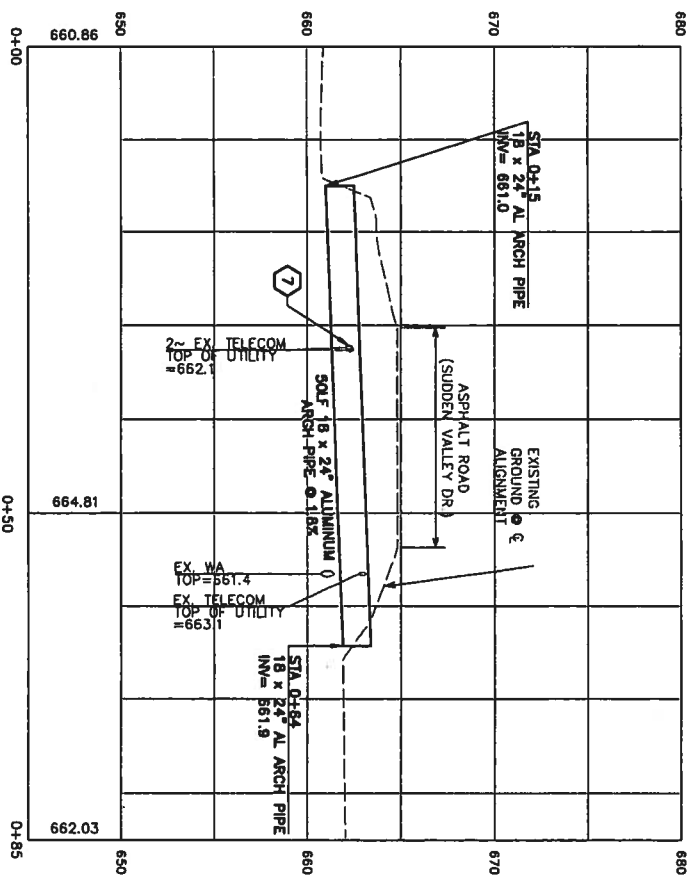 650
660
670
680
660.86
0+00
STA 0+15
18 x 24" AL ARCH PIPE
INV= 661.0
7
2~ EX. TELECOM
TOP OF UTILITY
=662.1
ASPHALT ROAD
(SUDDEN VALLEY DR.)
EXISTING
GROUND @ ℄
ALIGNMENT
50LF 18 x 24" ALUMINUM
ARCH PIPE @ 1.8%
664.81
0+50
EX. WA
TOP=661.4
EX. TELECOM
TOP OF UTILITY
=663.1
STA 0+64
18 x 24" AL ARCH PIPE
INV= 661.9
662.03
0+85
650
660
670
680